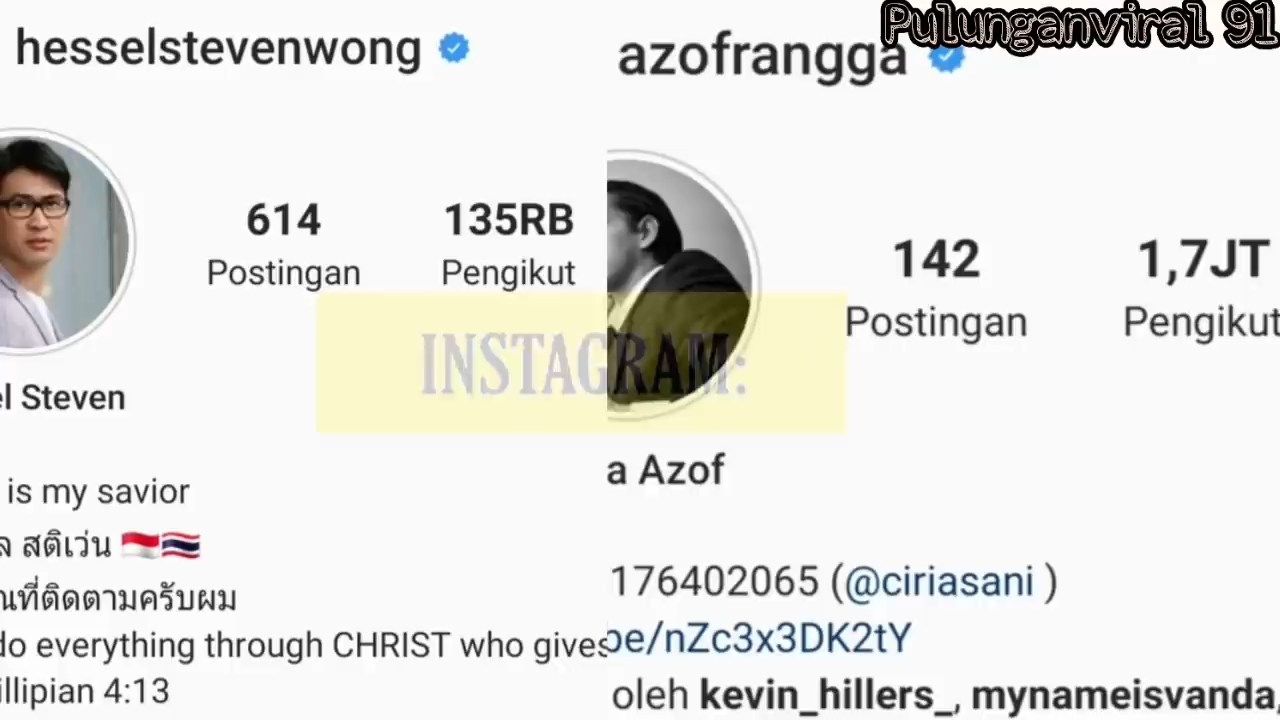 Pulunganviral 91
hesselstevenwong
614
135RB
Postingan
Pengikut
el Steven
is my savior
ล สติเว่น
ณที่ติดตามครับผม
do everything through CHRIST who gives
illipian 4:13
azofrangga
142
1,7JT
Postingan
Pengikut
INSTAGRAM:
a Azof
176402065 (@ciriasani )
be/nZc3x3DK2tY
oleh kevin_hillers_, mynameisvanda,